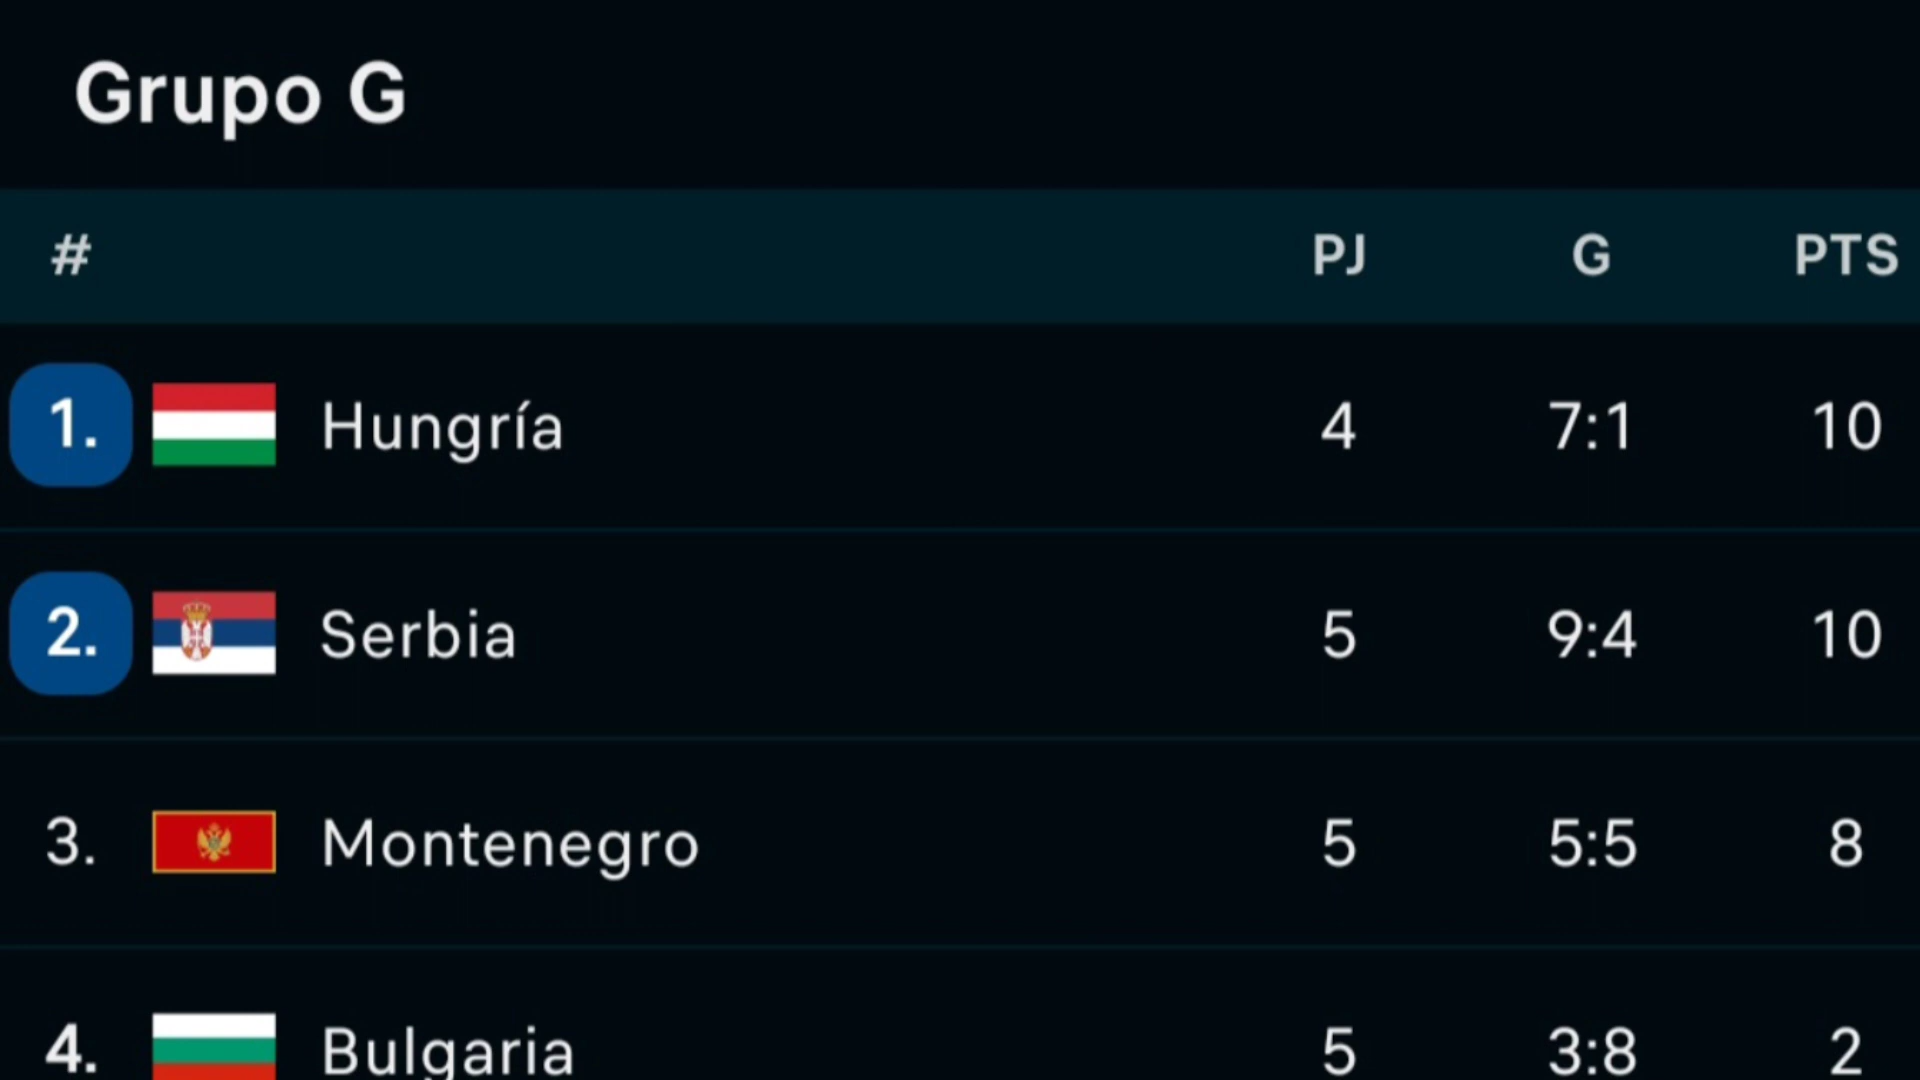 Grupo G
# PJ G PTS
1. Hungría 4 7:1 10
2. Serbia 5 9:4 10
3. Montenegro 5 5:5 8
4. Bulgaria 5 3:8 2